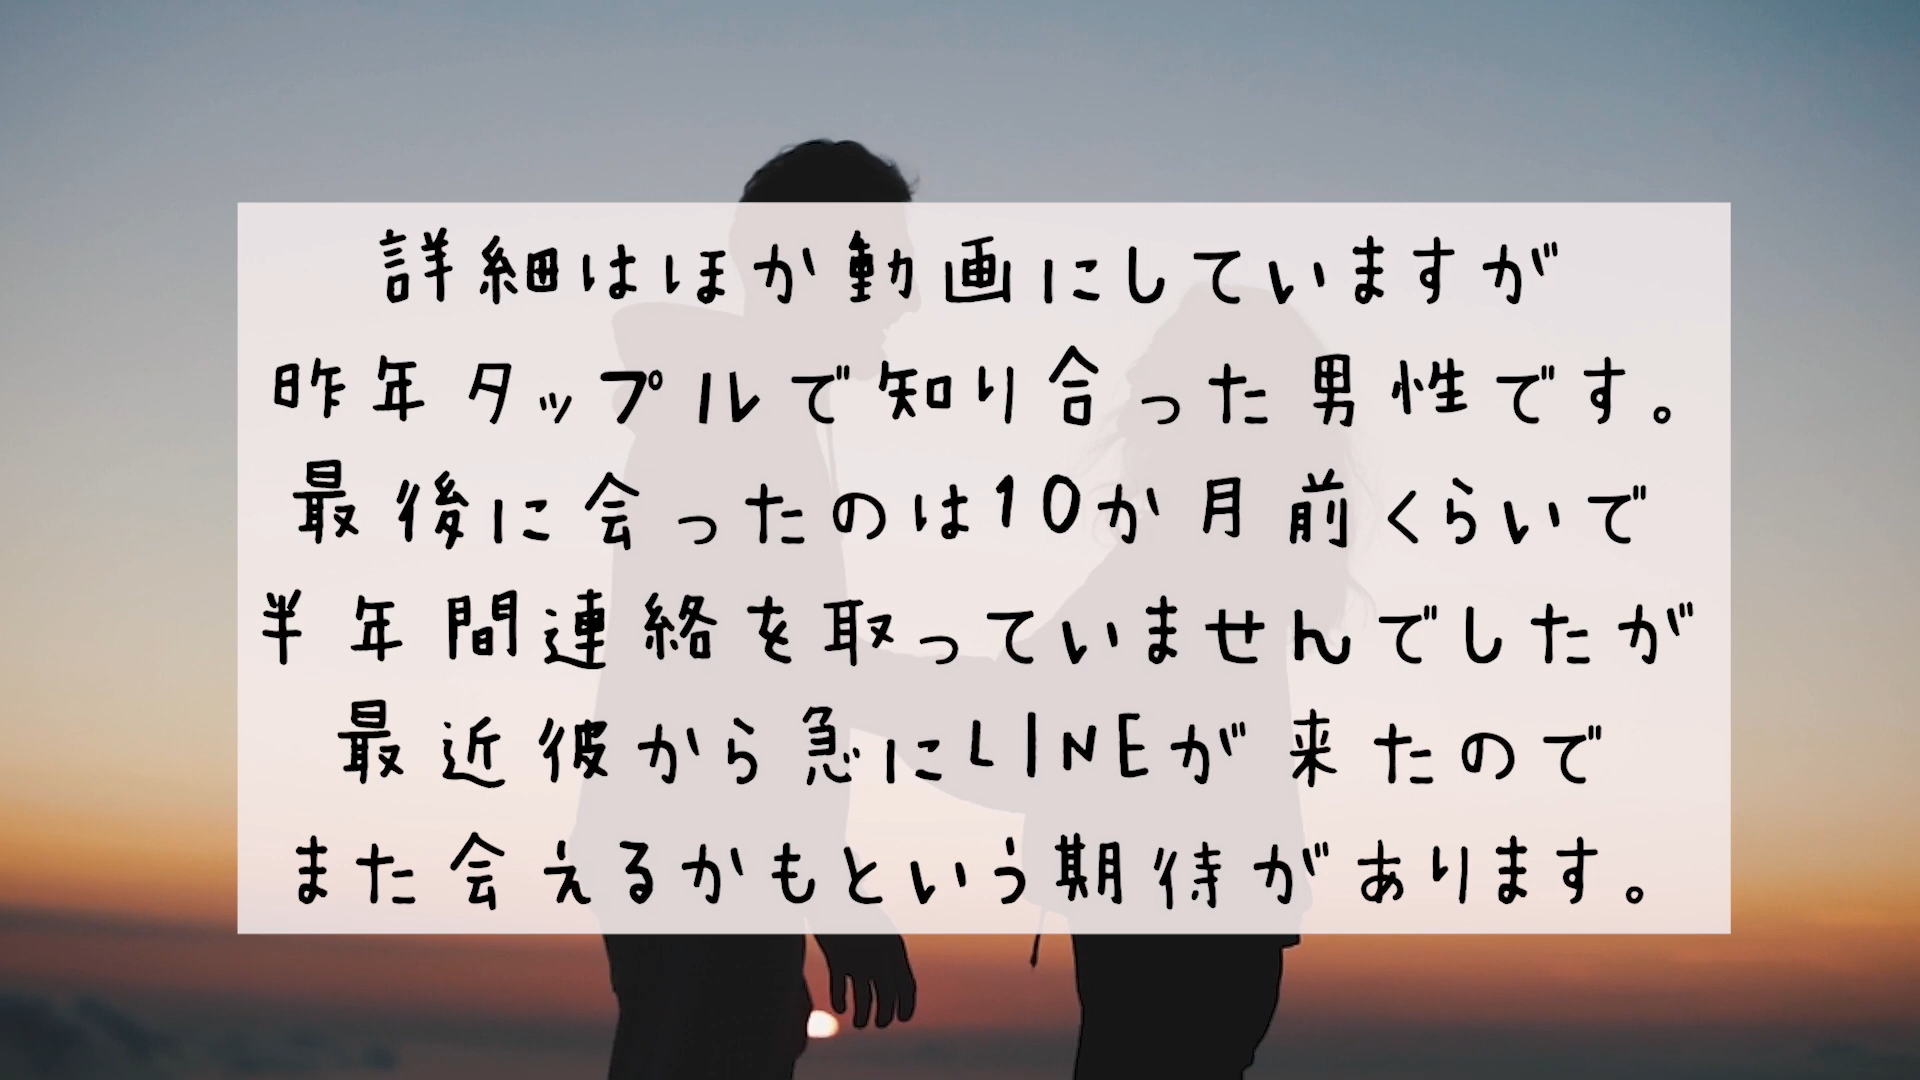 詳細はほか動画にしていますが
昨年タップルで知り合った男性です。
最後に会ったのは10か月前くらいで
半年間連絡を取っていませんでしたが
最近彼から急にLINEが来たので
また会えるかもという期待があります。